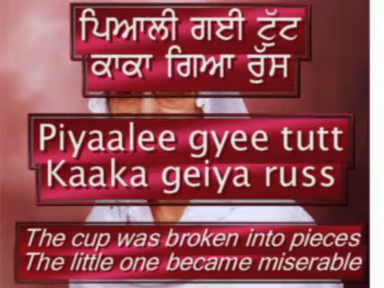 ਪਿਆਲੀ ਗਈ ਟੁੱਟ
ਕਾਕਾ ਗਿਆ ਰੁੱਸ
Piyaalee gyee tutt
Kaaka geiya russ
The cup was broken into pieces
The little one became miserable